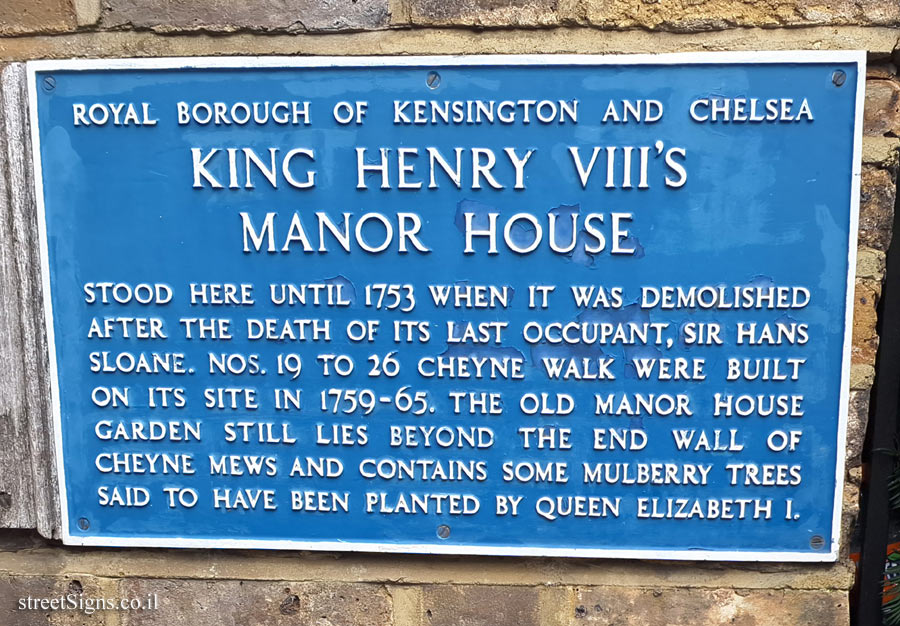 ROYAL BOROUGH OF KENSINGTON AND CHELSEA
KING HENRY VIII'S
MANOR HOUSE
STOOD HERE UNTIL 1753 WHEN IT WAS DEMOLISHED
AFTER THE DEATH OF ITS LAST OCCUPANT, SIR HANS
SLOANE. NOS. 19 TO 26 CHEYNE WALK WERE BUILT
ON ITS SITE IN 1759-65. THE OLD MANOR HOUSE
GARDEN STILL LIES BEYOND THE END WALL OF
CHEYNE MEWS AND CONTAINS SOME MULBERRY TREES
SAID TO HAVE BEEN PLANTED BY QUEEN ELIZABETH I.
streetSigns.co.il